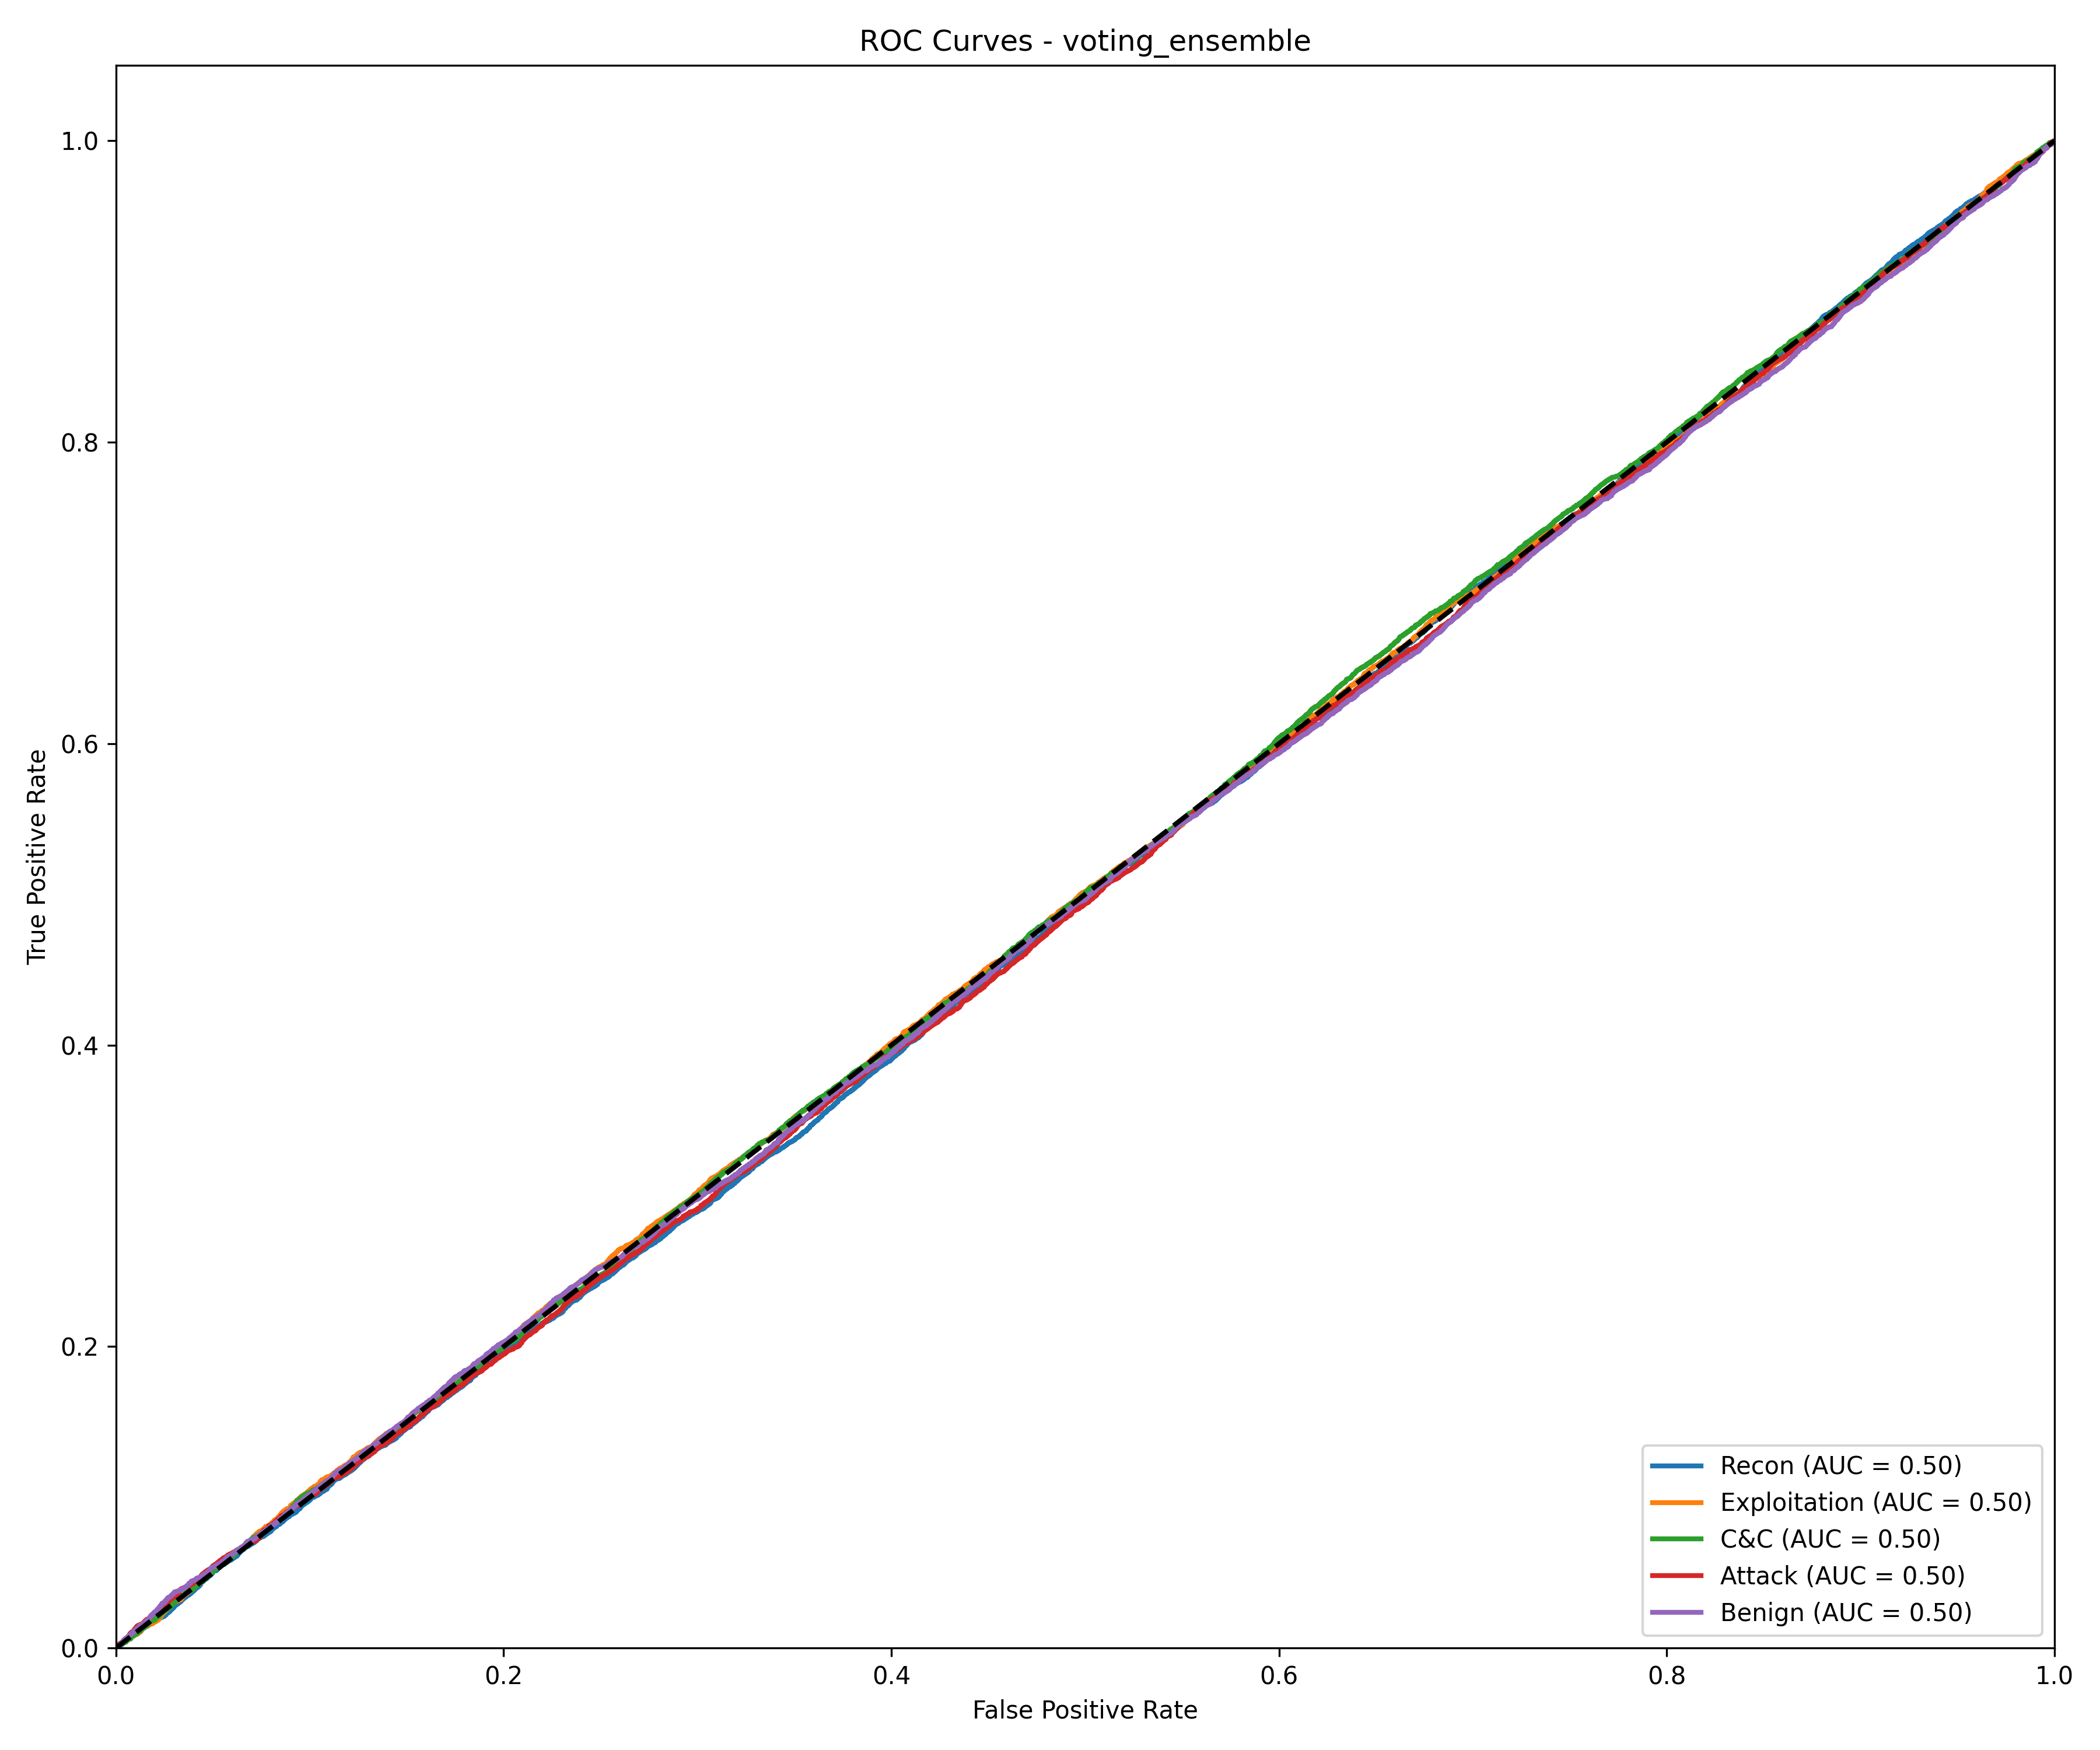 ROC Curves - voting_ensemble
1.0
0.8
0.6
0.4
0.2
0.0
True Positive Rate
Recon (AUC = 0.50)
Exploitation (AUC = 0.50)
C&C (AUC = 0.50)
Attack (AUC = 0.50)
Benign (AUC = 0.50)
0.0 0.2 0.4 0.6 0.8 1.0
False Positive Rate